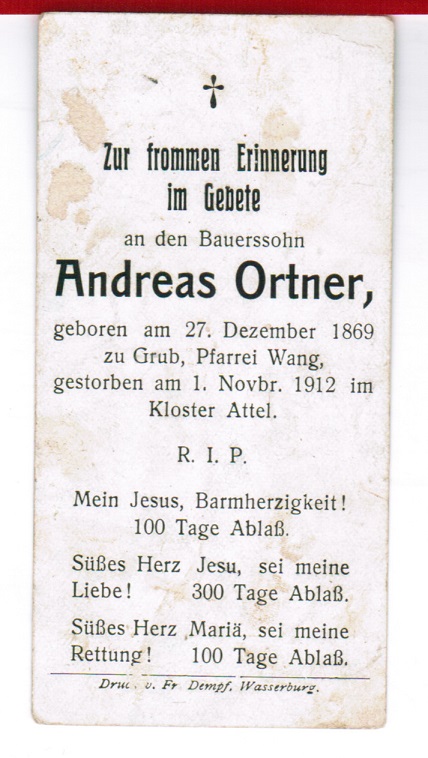 Zur frommen Erinnerung
im Gebete
an den Bauerssohn
Andreas Ortner,
geboren am 27. Dezember 1869
zu Grub, Pfarrei Wang,
gestorben am 1. Novbr. 1912 im
Kloster Attel.
R. I. P.
Mein Jesus, Barmherzigkeit!
100 Tage Ablaß.
Süßes Herz Jesu, sei meine
Liebe! 300 Tage Ablaß.
Süßes Herz Mariä, sei meine
Rettung! 100 Tage Ablaß.
Druck v. Fr. Dempf, Wasserburg.